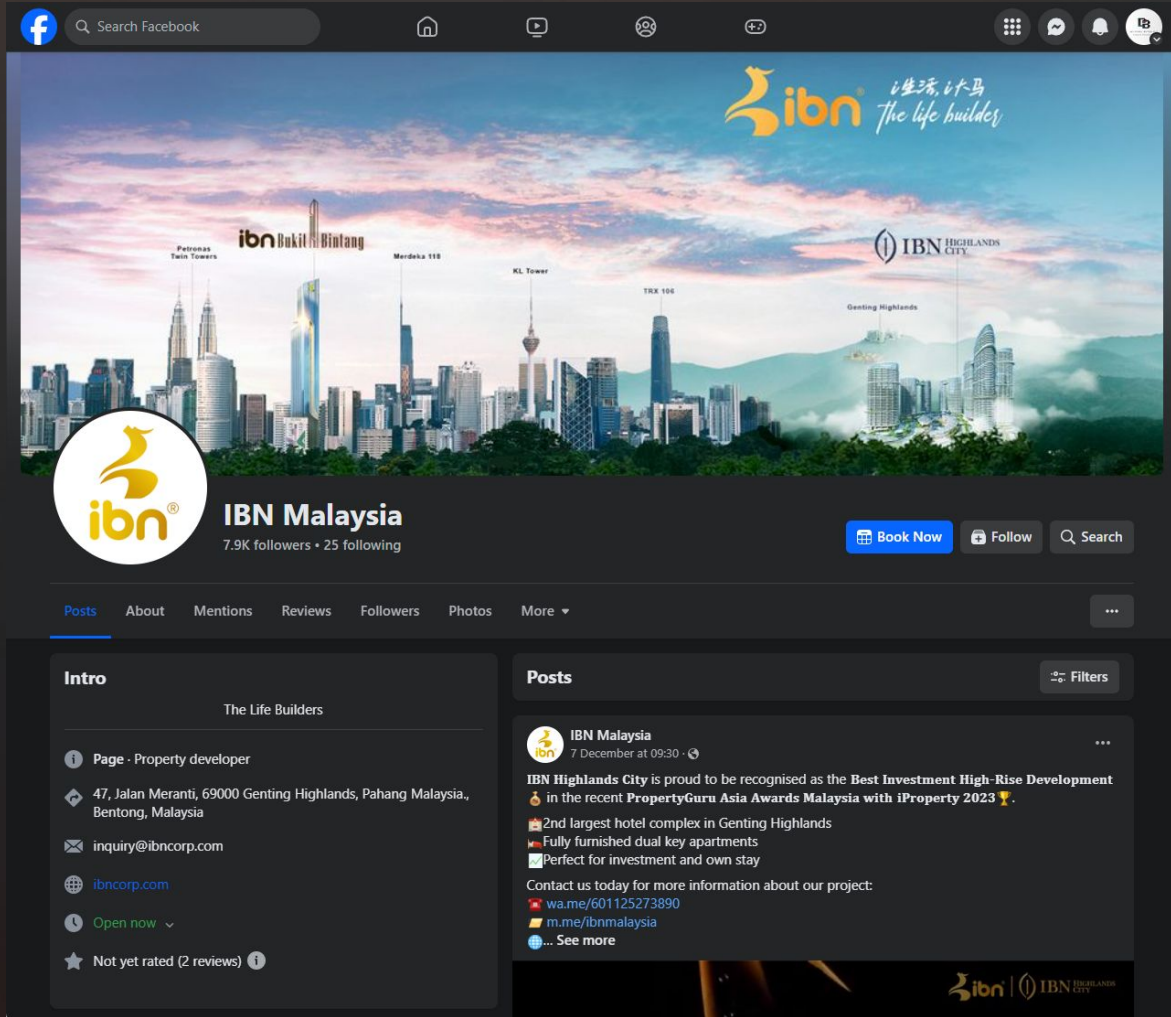 Search Facebook
ibn®
i生活,i大马
The life builder
ibn Bukit Bintang
IBN HIGHLANDS CITY
Petronas
Twin Towers
Merdeka 118
KL Tower
TRX 106
Genting Highlands
ibn®
IBN Malaysia
7.9K followers • 25 following
Book Now
Follow
Search
Posts
About
Mentions
Reviews
Followers
Photos
More
Intro
The Life Builders
Page · Property developer
47, Jalan Meranti, 69000 Genting Highlands, Pahang Malaysia.,
Bentong, Malaysia
inquiry@ibncorp.com
ibncorp.com
Open now
Not yet rated (2 reviews)
Posts
Filters
ibn
IBN Malaysia
7 December at 09:30 ·
IBN Highlands City is proud to be recognised as the Best Investment High-Rise Development
🥇 in the recent PropertyGuru Asia Awards Malaysia with iProperty 2023🏆.
🏨2nd largest hotel complex in Genting Highlands
🛏️Fully furnished dual key apartments
📈Perfect for investment and own stay
Contact us today for more information about our project:
☎️ wa.me/601125273890
📨 m.me/ibnmalaysia
🌐... See more
ibn® | IBN HIGHLANDS CITY